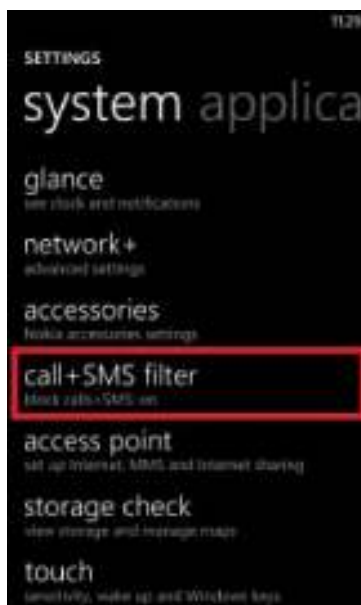 11:29
SETTINGS
system applica
glance
see clock and notifications
network+
advanced settings
accessories
Nokia accessories settings
call+SMS filter
block calls+SMS on
access point
set up Internet, MMS and Internet sharing
storage check
view storage and manage maps
touch
sensitivity, wake up and Windows keys